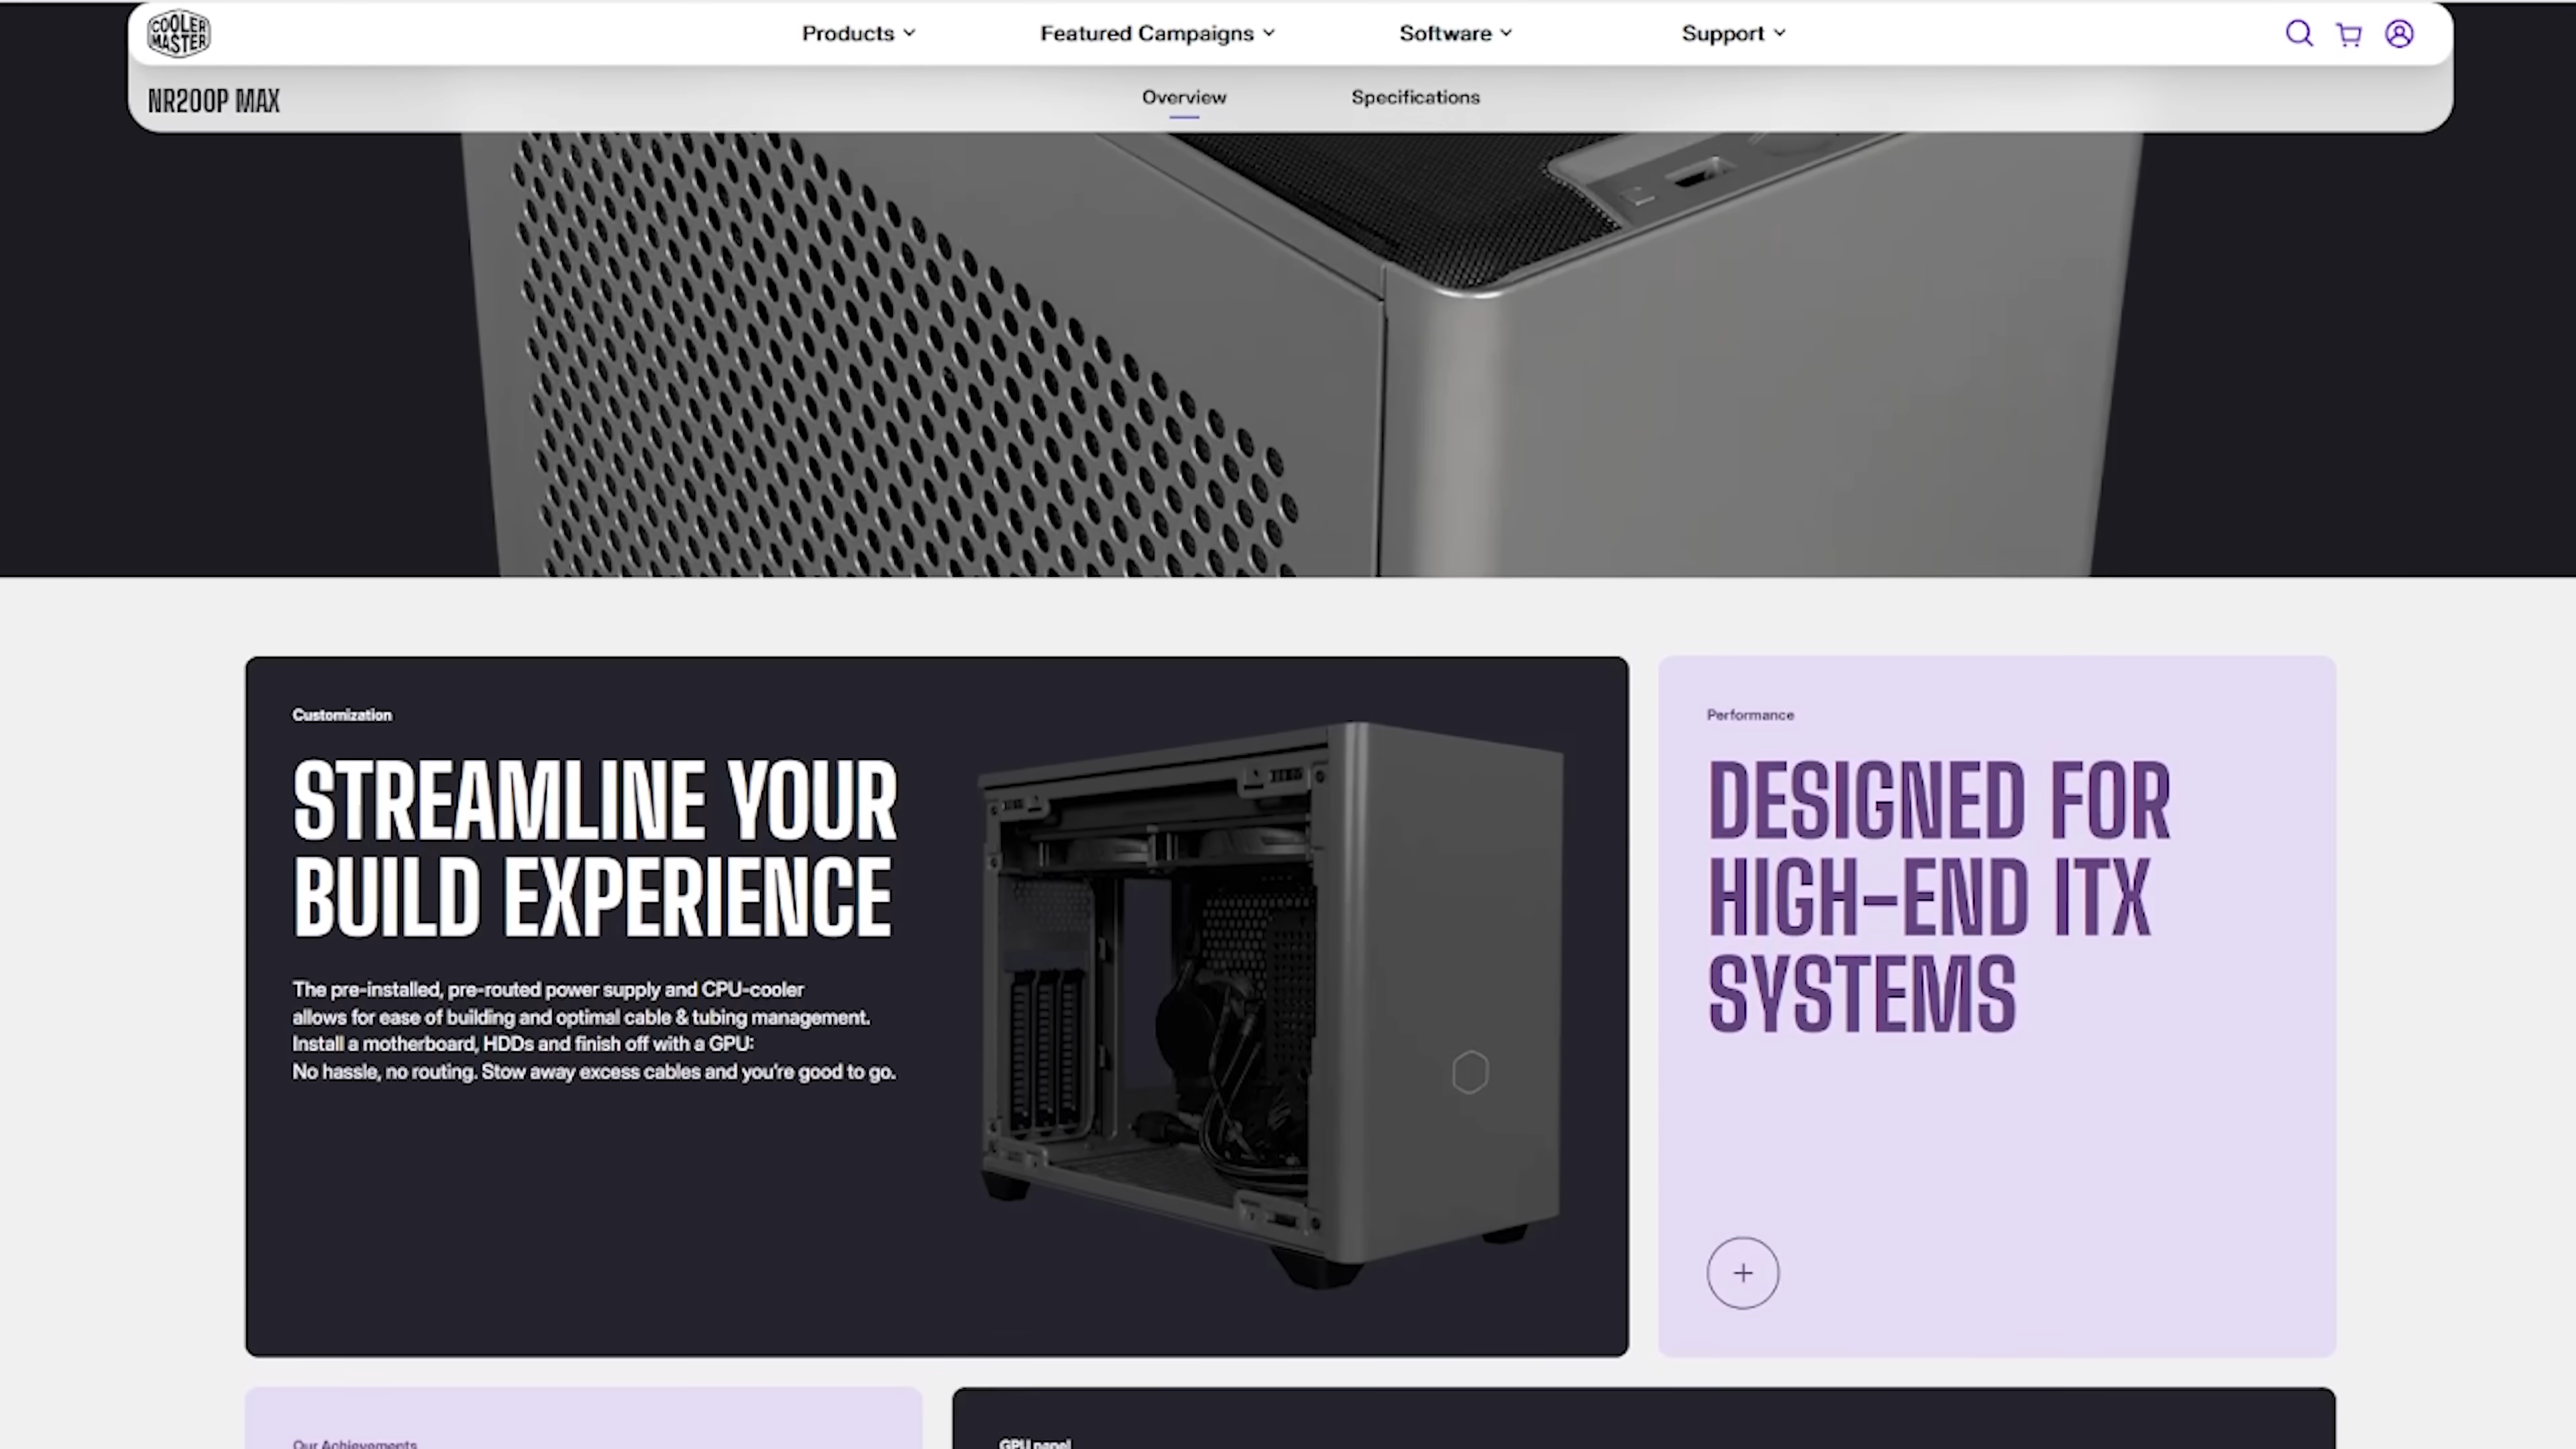 COOLER
MASTER
Products
Featured Campaigns
Software
Support
NR200P MAX
Overview
Specifications
Customization
STREAMLINE YOUR
BUILD EXPERIENCE
The pre-installed, pre-routed power supply and CPU-cooler
allows for ease of building and optimal cable & tubing management.
Install a motherboard, HDDs and finish off with a GPU:
No hassle, no routing. Stow away excess cables and you're good to go.
Performance
DESIGNED FOR
HIGH-END ITX
SYSTEMS
Our Achievements
GPU panel